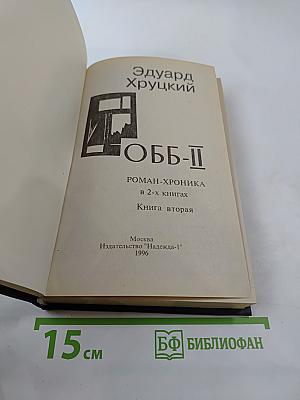 Эдуард
Хруцкий
ОББ-II
РОМАН-ХРОНИКА
в 2-х книгах
Книга вторая
Москва
Издательство "Надежда-1"
1996
15 см
БФ БИБЛИОФАН